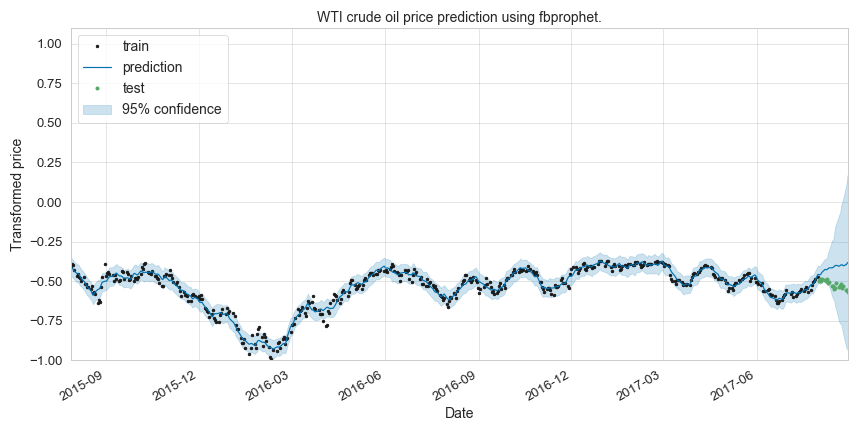 WTI crude oil price prediction using fbprophet.
train
prediction
test
95% confidence
Transformed price
1.00
0.75
0.50
0.25
0.00
−0.25
−0.50
−0.75
−1.00
2015-09
2015-12
2016-03
2016-06
2016-09
2016-12
2017-03
2017-06
Date